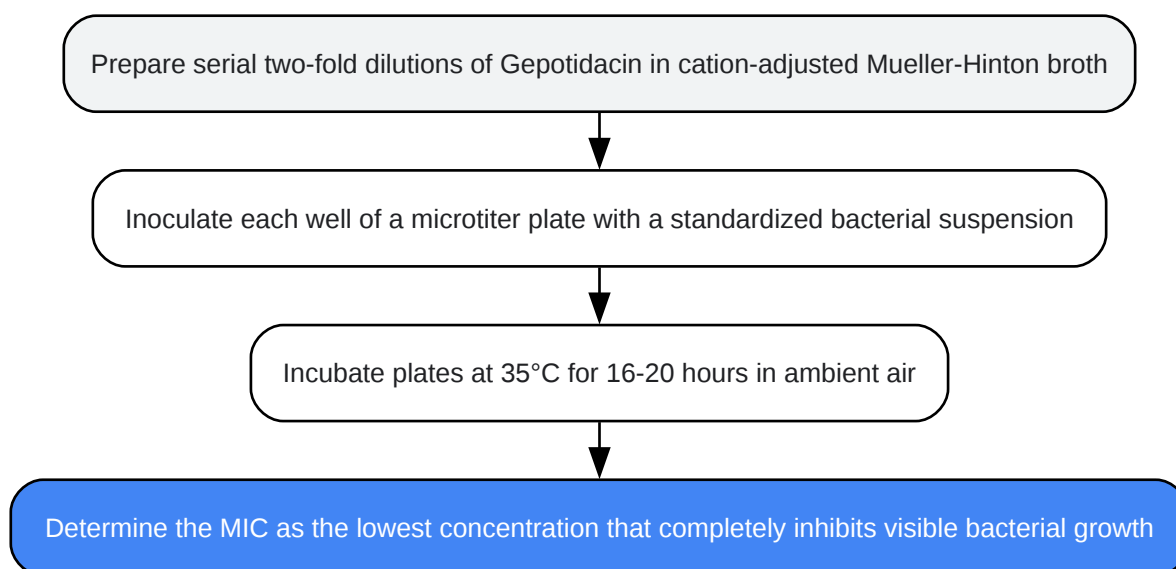 Prepare serial two-fold dilutions of Gepotidacin in cation-adjusted Mueller-Hinton broth
Inoculate each well of a microtiter plate with a standardized bacterial suspension
Incubate plates at 35°C for 16-20 hours in ambient air
Determine the MIC as the lowest concentration that completely inhibits visible bacterial growth